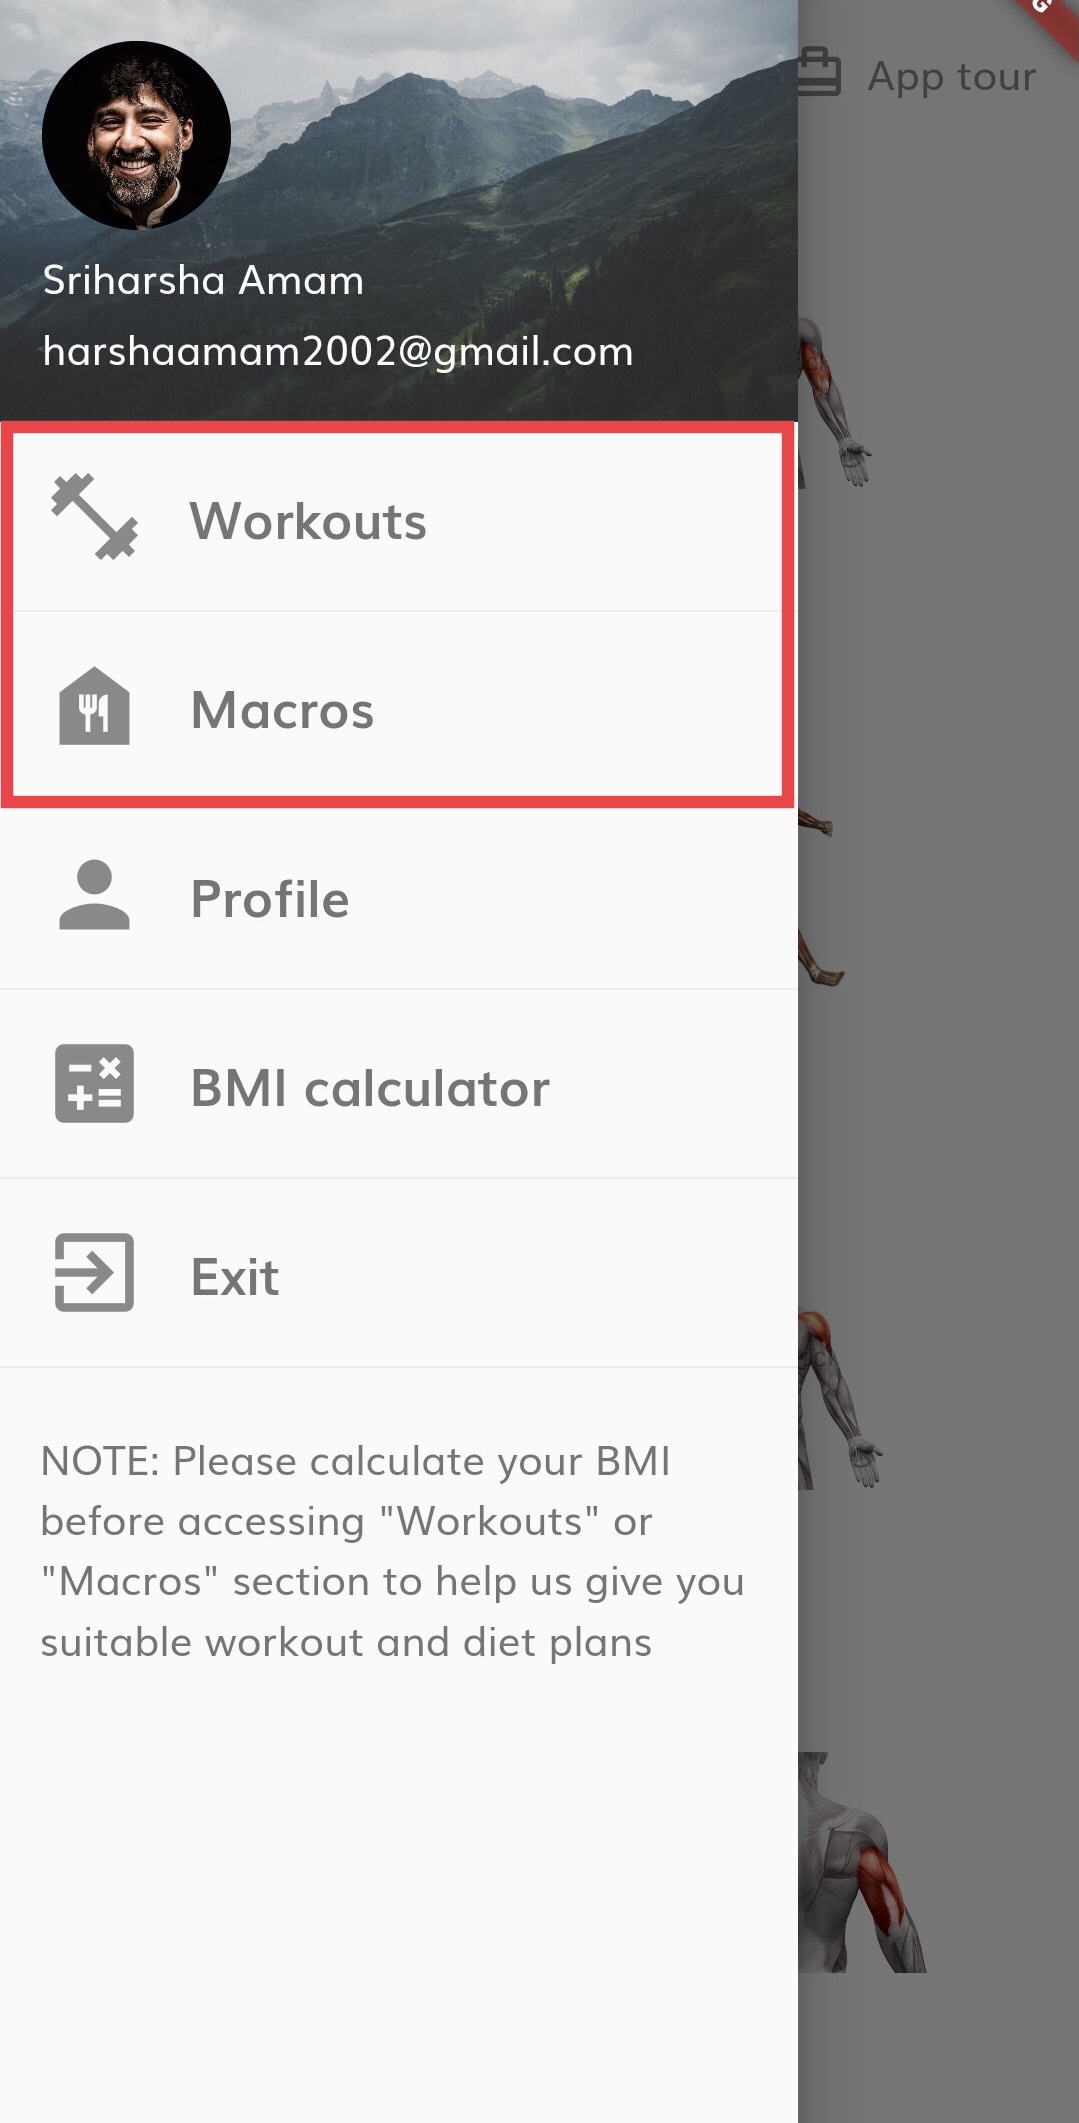 App tour
Sriharsha Amam
harshaamam2002@gmail.com
Workouts
Macros
Profile
BMI calculator
Exit
NOTE: Please calculate your BMI
before accessing "Workouts" or
"Macros" section to help us give you
suitable workout and diet plans